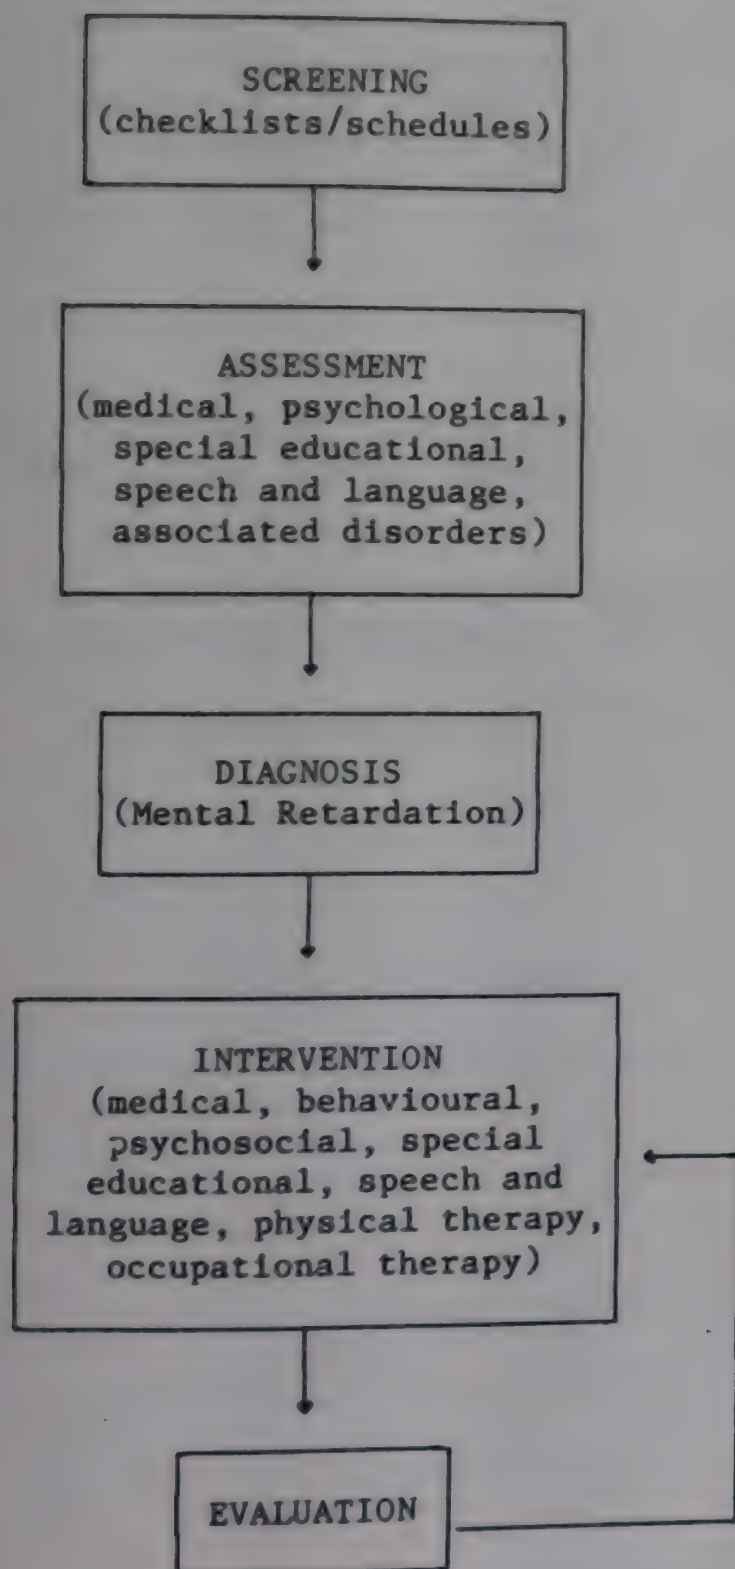 SCREENING
(checklists/schedules)
ASSESSMENT
(medical, psychological,
special educational,
speech and language,
associated disorders)
DIAGNOSIS
(Mental Retardation)
INTERVENTION
(medical, behavioural,
psychosocial, special
educational, speech and
language, physical therapy,
occupational therapy)
EVALUATION